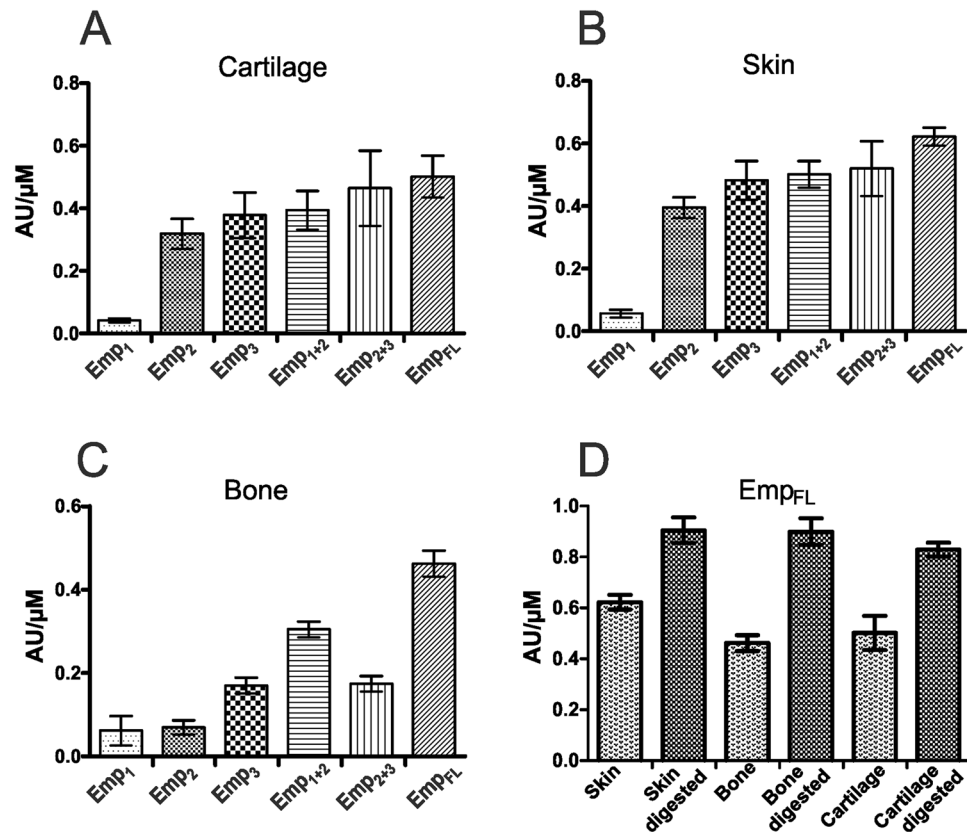 A
Cartilage
AU/µM
0.8
0.6
0.4
0.2
0.0
Emp1
Emp2
Emp3
Emp1+2
Emp2+3
EmpFL
B
Skin
AU/µM
0.8
0.6
0.4
0.2
0.0
Emp1
Emp2
Emp3
Emp1+2
Emp2+3
EmpFL
C
Bone
AU/µM
0.6
0.4
0.2
0.0
Emp1
Emp2
Emp3
Emp1+2
Emp2+3
EmpFL
D
EmpFL
AU/µM
1.0
0.8
0.6
0.4
0.2
0.0
Skin
Skin
digested
Bone
Bone
digested
Cartilage
Cartilage
digested